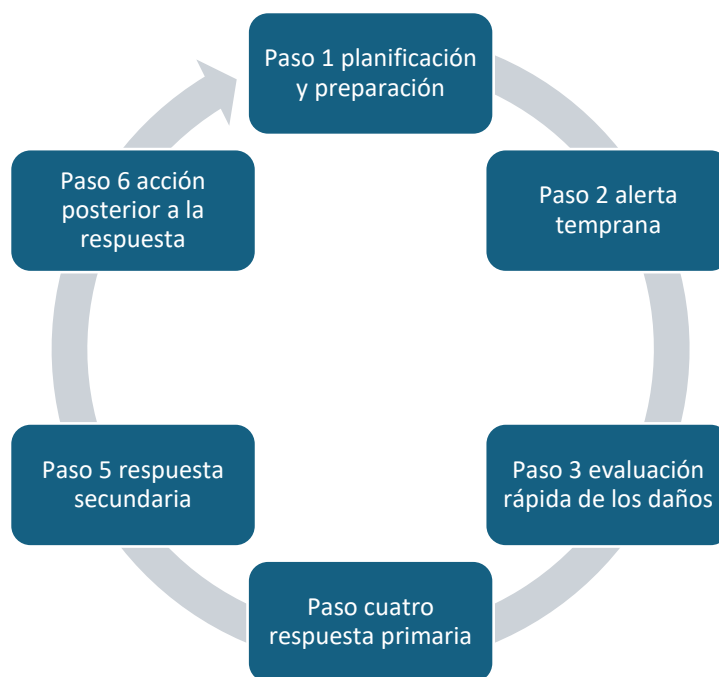 Paso 1 planificación
y preparación
Paso 2 alerta
temprana
Paso 3 evaluación
rápida de los daños
Paso cuatro
respuesta primaria
Paso 5 respuesta
secundaria
Paso 6 acción
posterior a la
respuesta